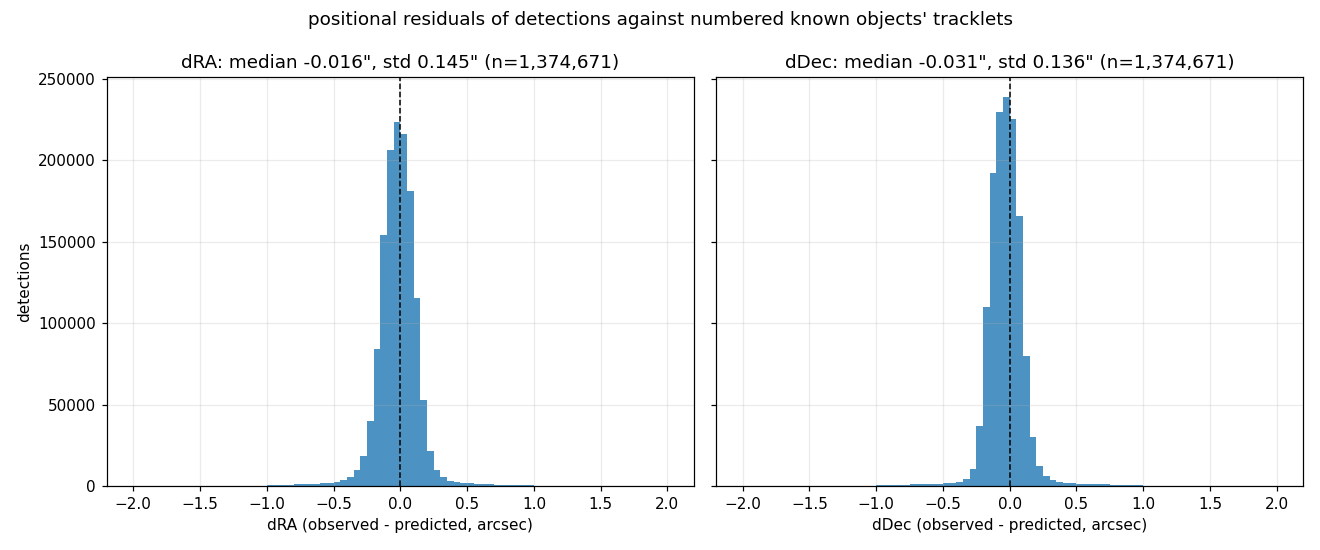 positional residuals of detections against numbered known objects' tracklets
dRA: median -0.016", std 0.145" (n=1,374,671)
dDec: median -0.031", std 0.136" (n=1,374,671)
250000
200000
150000
100000
50000
0
detections
−2.0 −1.5 −1.0 −0.5 0.0 0.5 1.0 1.5 2.0
−2.0 −1.5 −1.0 −0.5 0.0 0.5 1.0 1.5 2.0
dRA (observed - predicted, arcsec)
dDec (observed - predicted, arcsec)